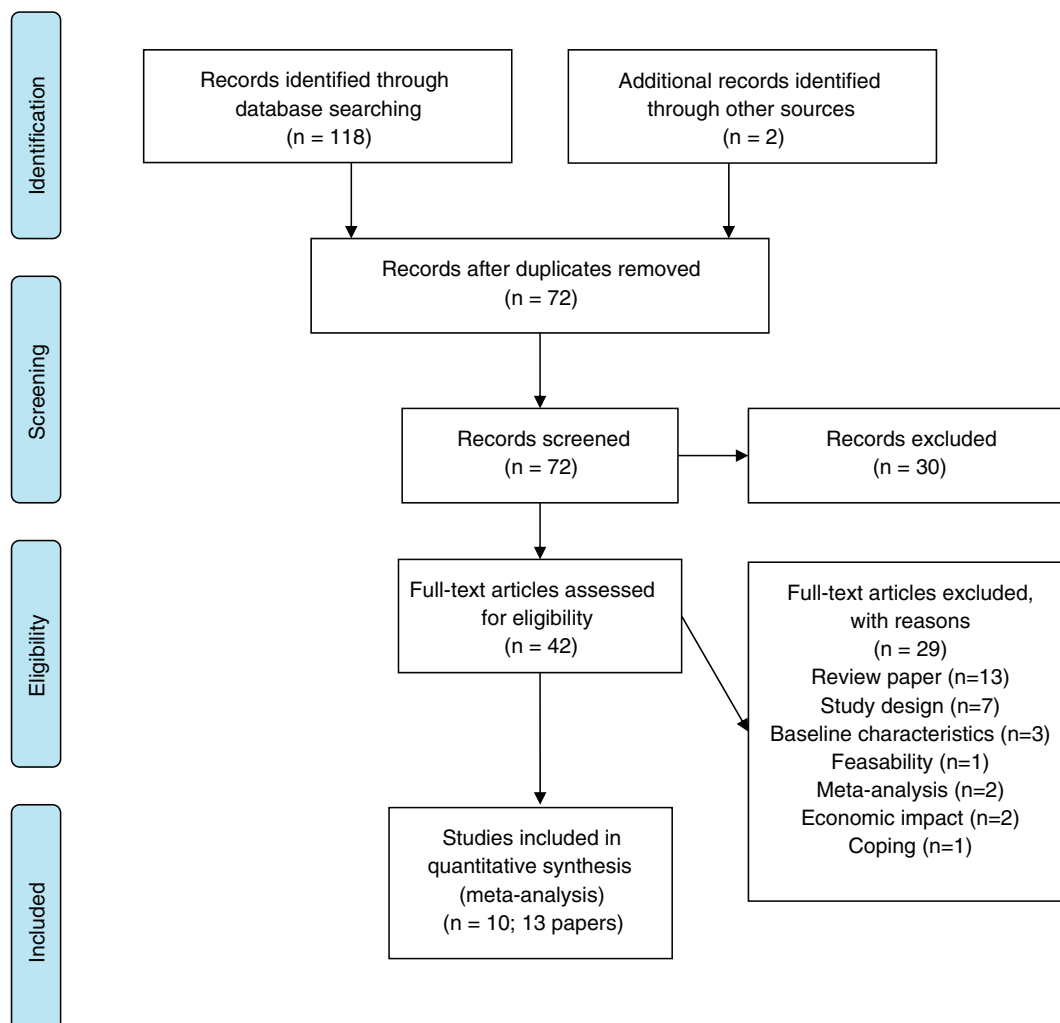 Identification
Records identified through
database searching
(n = 118)
Additional records identified
through other sources
(n = 2)
Records after duplicates removed
(n = 72)
Screening
Records screened
(n = 72)
Records excluded
(n = 30)
Eligibility
Full-text articles assessed
for eligibility
(n = 42)
Full-text articles excluded,
with reasons
(n = 29)
Review paper (n=13)
Study design (n=7)
Baseline characteristics (n=3)
Feasability (n=1)
Meta-analysis (n=2)
Economic impact (n=2)
Coping (n=1)
Included
Studies included in
quantitative synthesis
(meta-analysis)
(n = 10; 13 papers)